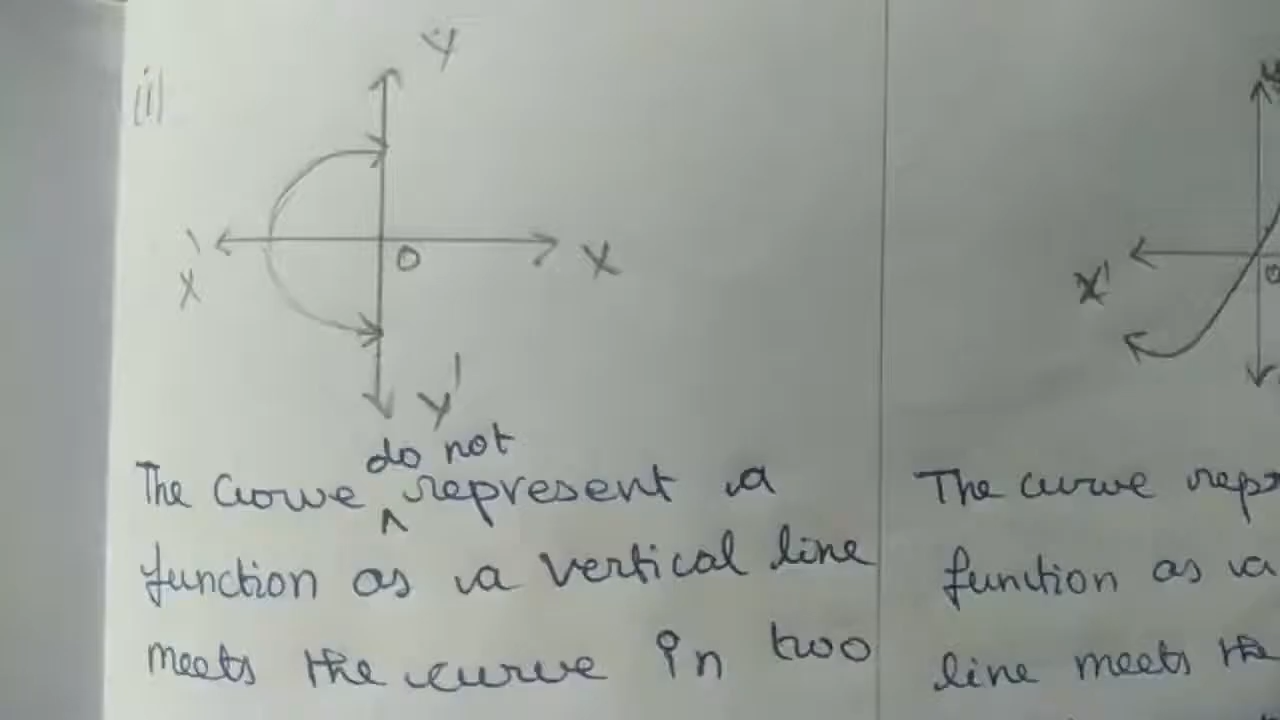 (i)
Y
X'
O
X
Y'
do not
The curve ^ represent a
function as a vertical line
meets the curve in two
X'
The curve
function as a
line meets the